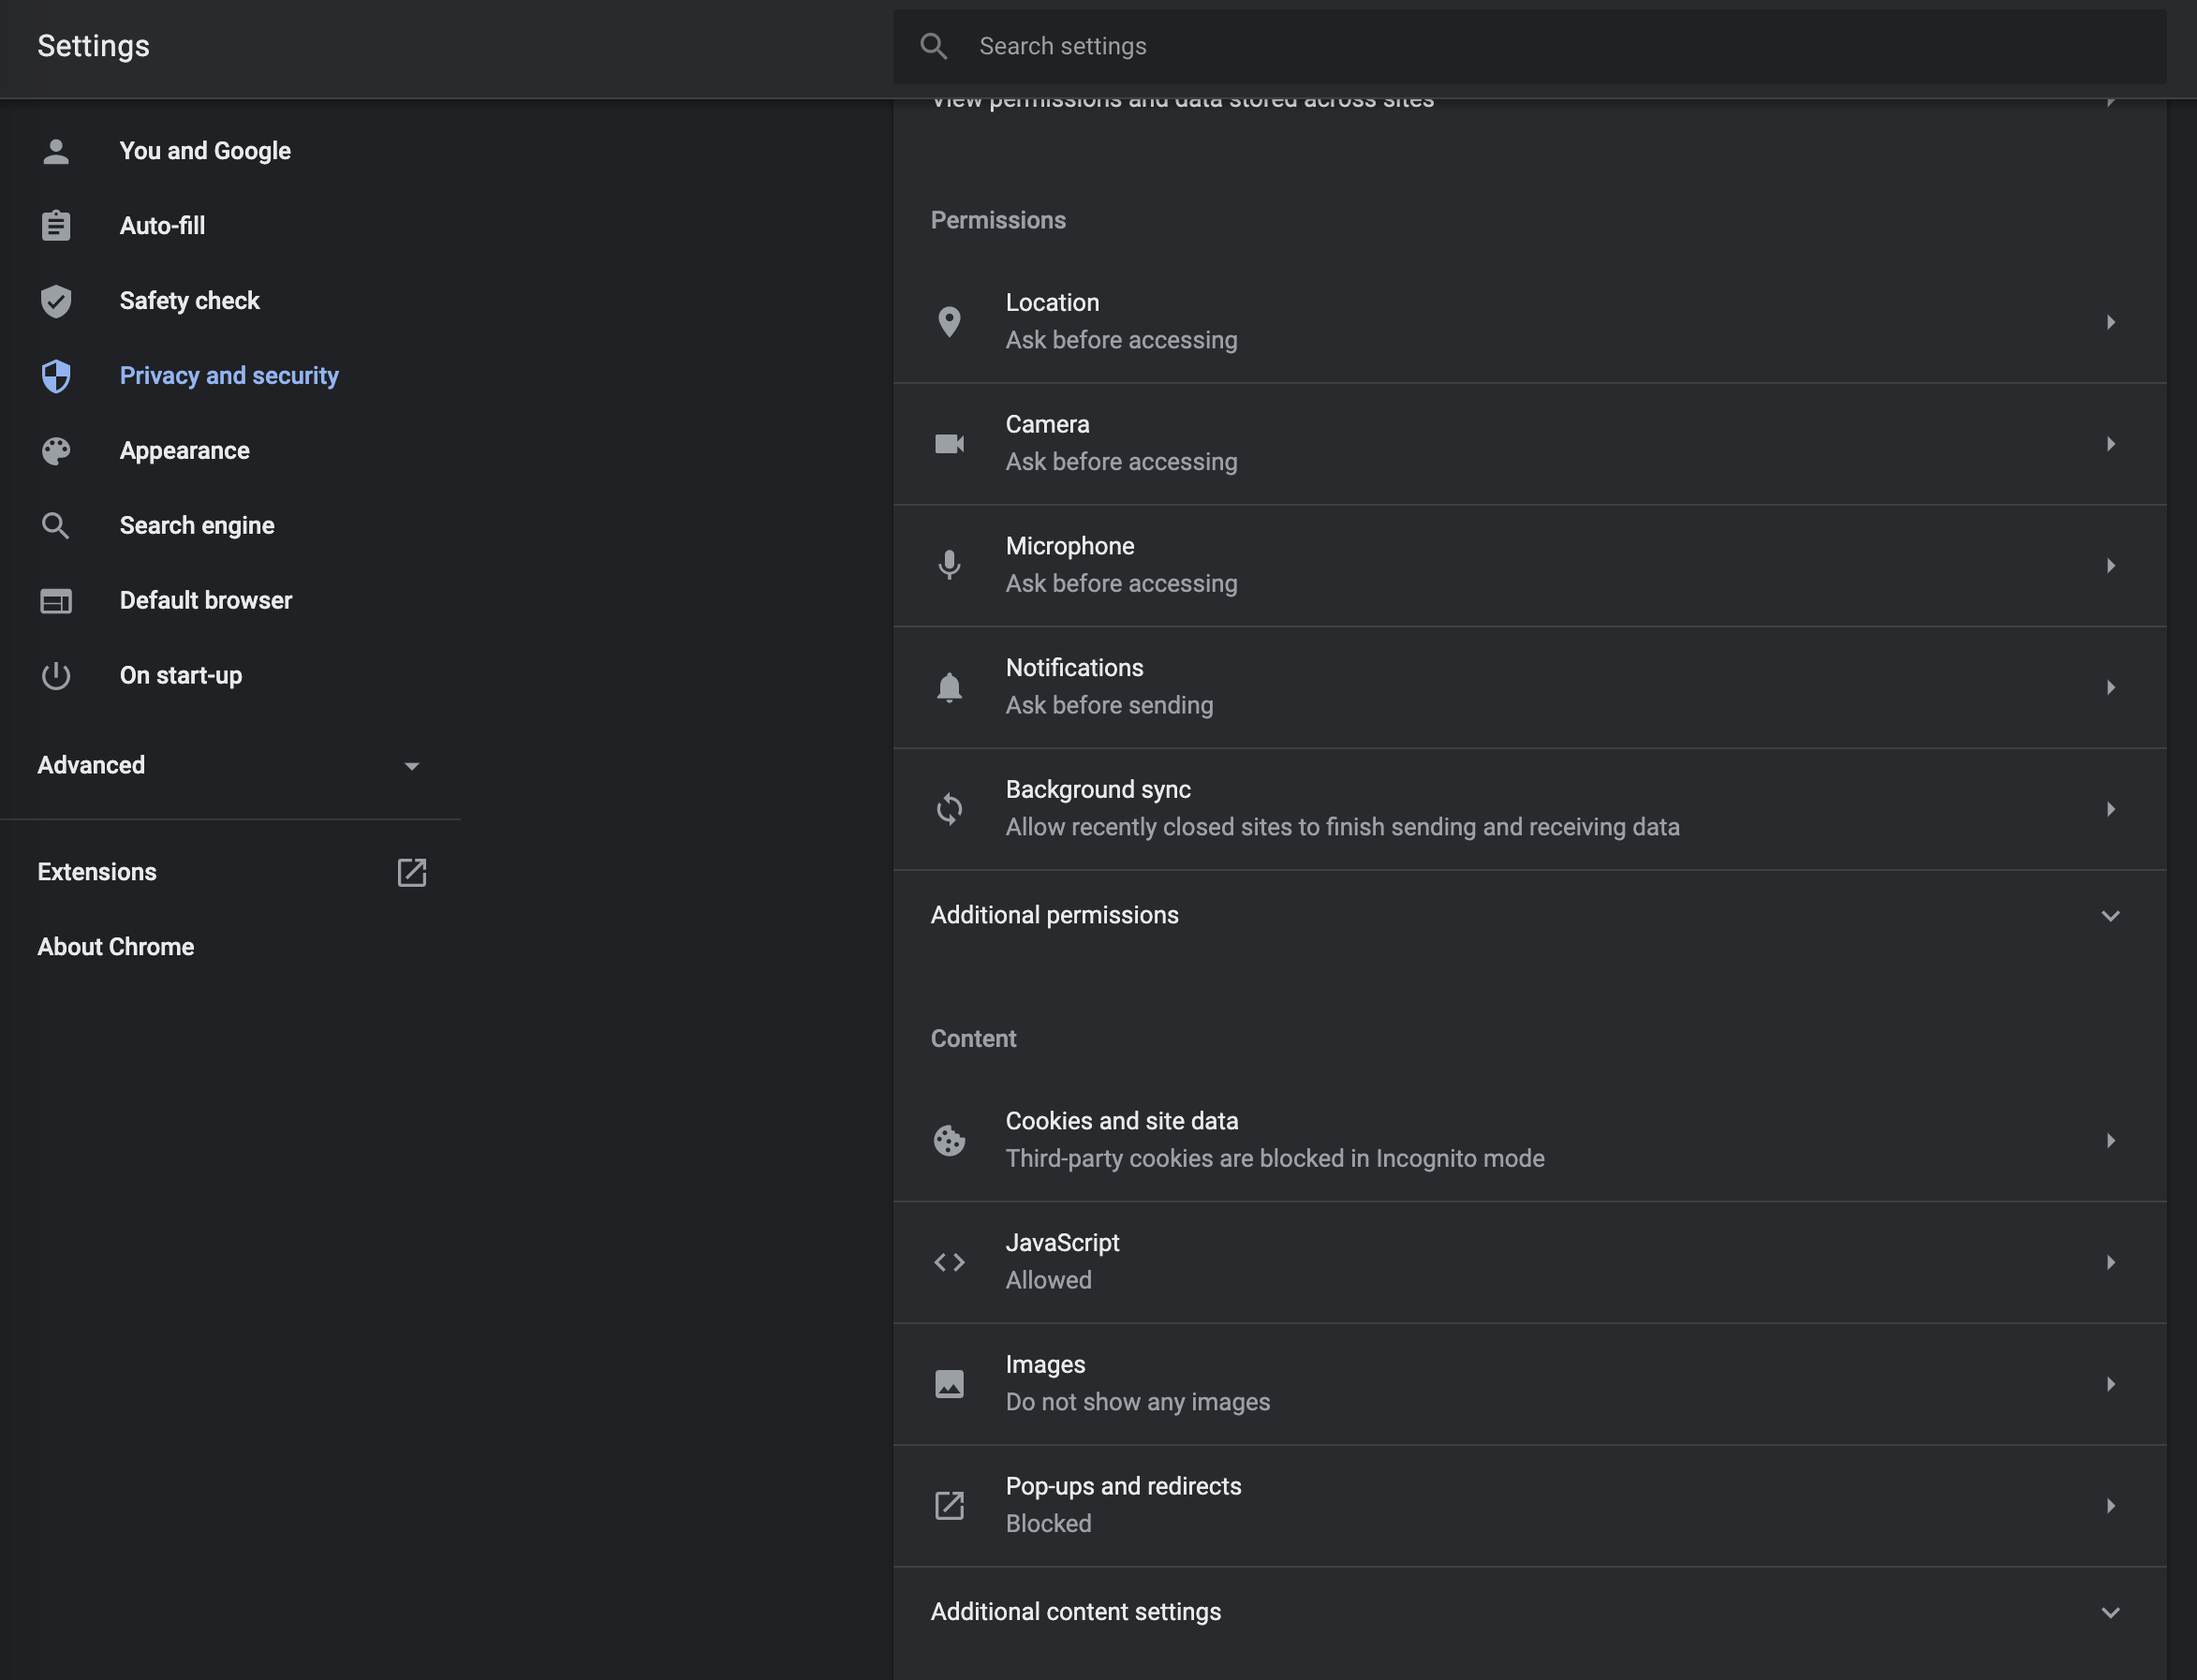 Settings
Search settings
You and Google
Auto-fill
Safety check
Privacy and security
Appearance
Search engine
Default browser
On start-up
Advanced
Extensions
About Chrome
View permissions and data stored across sites
Permissions
Location
Ask before accessing
Camera
Ask before accessing
Microphone
Ask before accessing
Notifications
Ask before sending
Background sync
Allow recently closed sites to finish sending and receiving data
Additional permissions
Content
Cookies and site data
Third-party cookies are blocked in Incognito mode
JavaScript
Allowed
Images
Do not show any images
Pop-ups and redirects
Blocked
Additional content settings